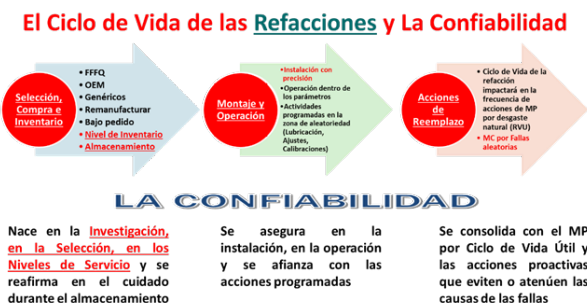 El Ciclo de Vida de las Refacciones y La Confiabilidad
Selección,
Compra e
Inventario
• FFFQ
• OEM
• Genéricos
• Remanufacturar
• Bajo pedido
• Nivel de Inventario
• Almacenamiento
Montaje y
Operación
•Instalación con
precisión
•Operación dentro de
los parámetros
•Actividades
programadas en la
zona de aleatoriedad
(Lubricación,
Ajustes,
Calibraciones)
Acciones
de
Reemplazo
• Ciclo de Vida de la
refacción
impactará en la
frecuencia de
acciones de MP
por desgaste
natural (RVU)
• MC por Fallas
aleatorias
LA CONFIABILIDAD
Nace en la Investigación,
en la Selección, en los
Niveles de Servicio y se
reafirma en el cuidado
durante el almacenamiento
Se asegura en la
instalación, en la operación
y se afianza con las
acciones programadas
Se consolida con el MP
por Ciclo de Vida Útil y
las acciones proactivas
que eviten o atenúen las
causas de las fallas